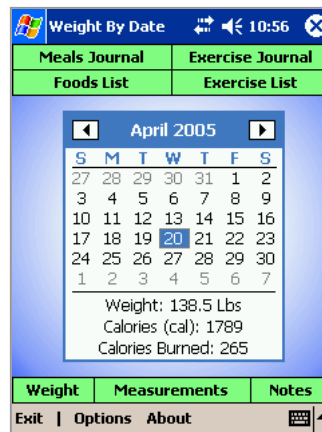 Weight By Date 10:56
Meals Journal Exercise Journal
Foods List Exercise List
April 2005
S M T W T F S
27 28 29 30 31 1 2
3 4 5 6 7 8 9
10 11 12 13 14 15 16
17 18 19 20 21 22 23
24 25 26 27 28 29 30
1 2 3 4 5 6 7
Weight: 138.5 Lbs
Calories (cal): 1789
Calories Burned: 265
Weight Measurements Notes
Exit | Options About